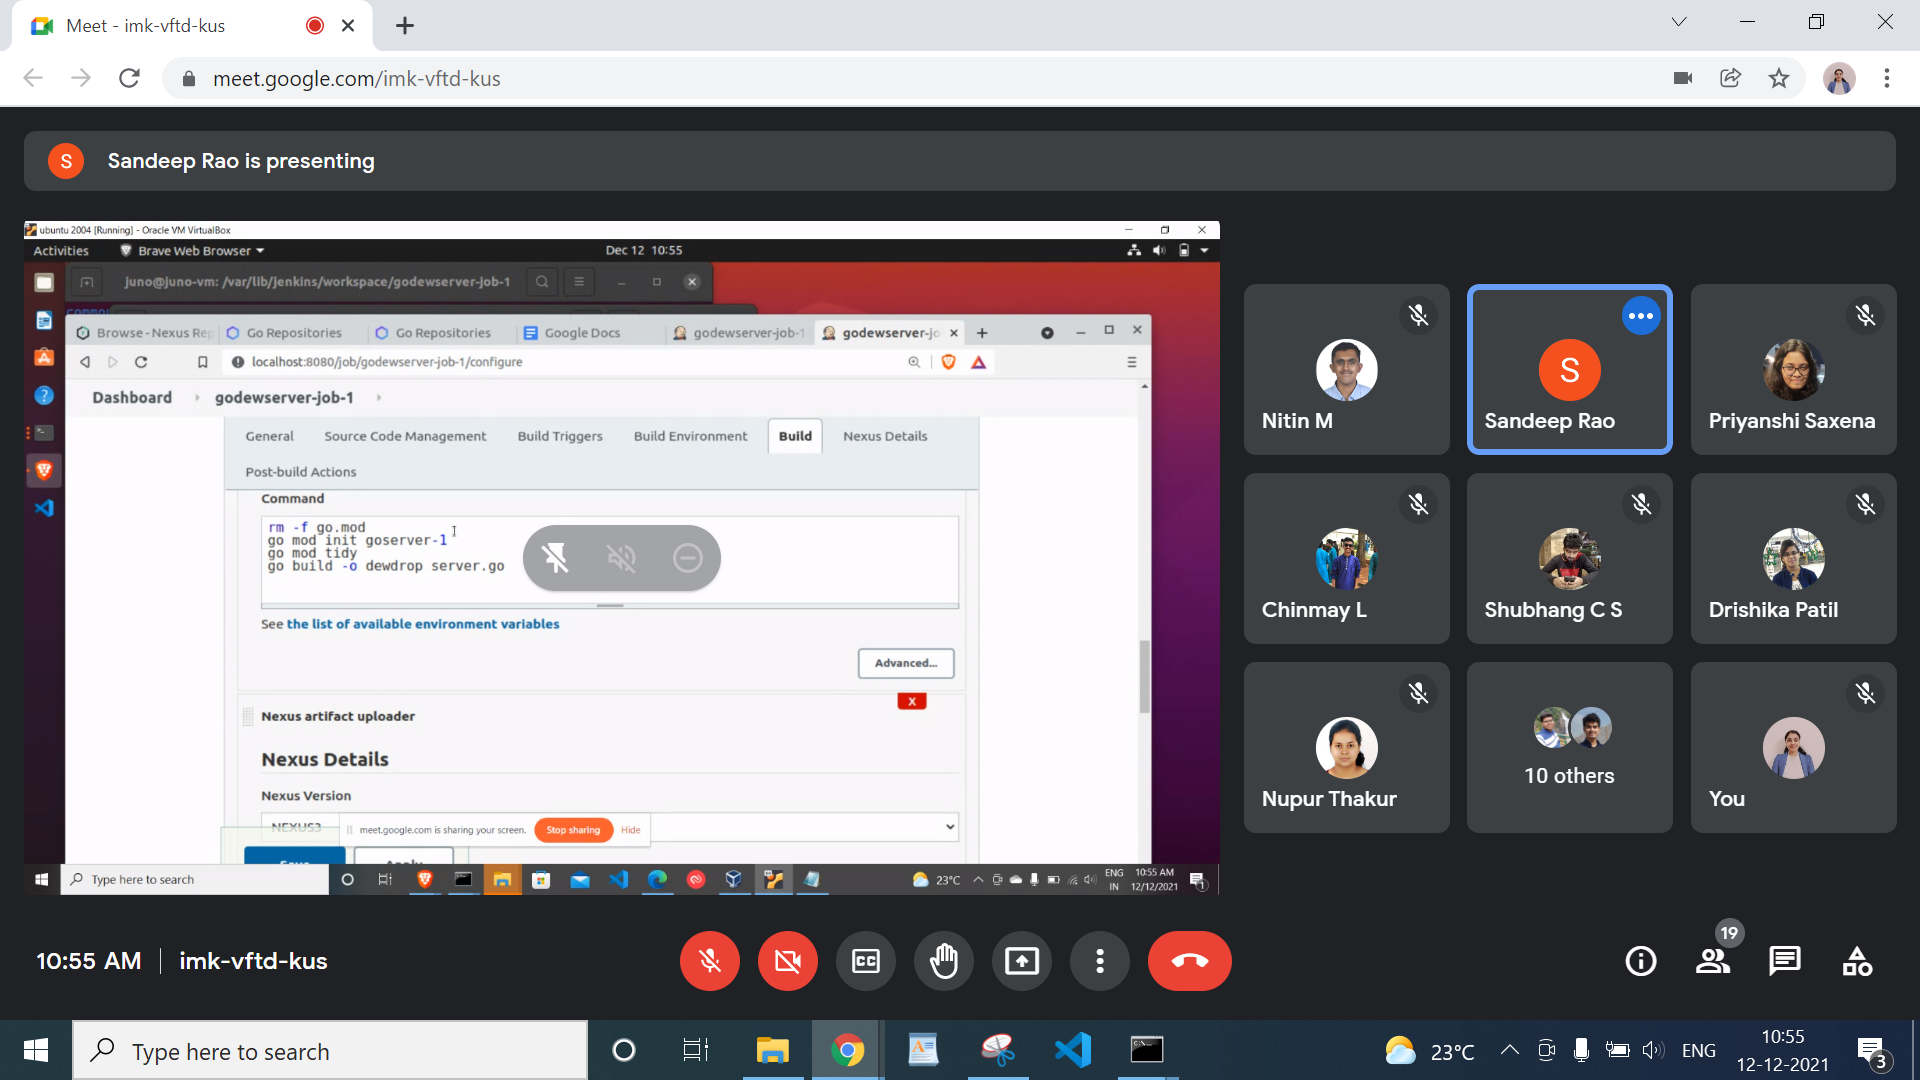 Meet - imk-vftd-kus
meet.google.com/imk-vftd-kus
S
Sandeep Rao is presenting
ubuntu 2004 [Running] - Oracle VM VirtualBox
Activities
Brave Web Browser
Dec 12 10:55
juno@juno-vm: /var/lib/jenkins/workspace/godewserver-job-1
Browse - Nexus Rep
Go Repositories
Go Repositories
Google Docs
godewserver-job-1
godewserver-jo
localhost:8080/job/godewserver-job-1/configure
Dashboard
godewserver-job-1
General
Source Code Management
Build Triggers
Build Environment
Build
Nexus Details
Post-build Actions
Command
rm -f go.mod
go mod init goserver-1
go mod tidy
go build -o dewdrop server.go
See the list of available environment variables
Advanced...
X
Nexus artifact uploader
Nexus Details
Nexus Version
NEXUS3
meet.google.com is sharing your screen.
Stop sharing
Hide
Save
Apply
Type here to search
23°C
ENG
IN
10:55 AM
12/12/2021
1
Nitin M
S
Sandeep Rao
Priyanshi Saxena
Chinmay L
Shubhang C S
Drishika Patil
Nupur Thakur
10 others
You
10:55 AM
imk-vftd-kus
CC
19
Type here to search
23°C
ENG
10:55
12-12-2021
3